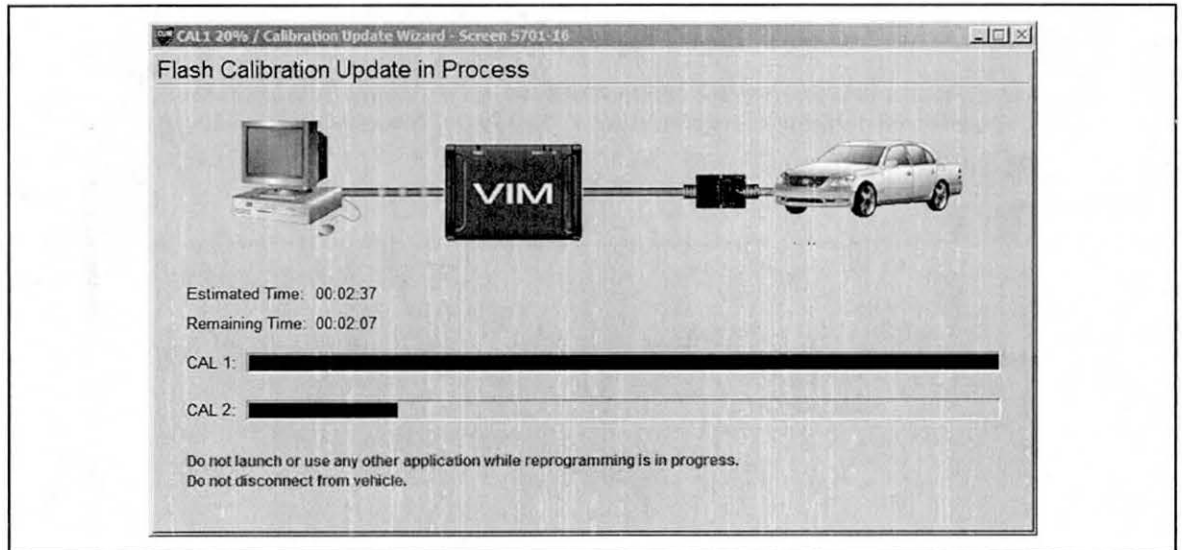 CAL1 20% / Calibration Update Wizard - Screen S701-16
Flash Calibration Update in Process
VIM
Estimated Time: 00:02:37
Remaining Time: 00:02:07
CAL 1:
CAL 2:
Do not launch or use any other application while reprogramming is in progress.
Do not disconnect from vehicle.